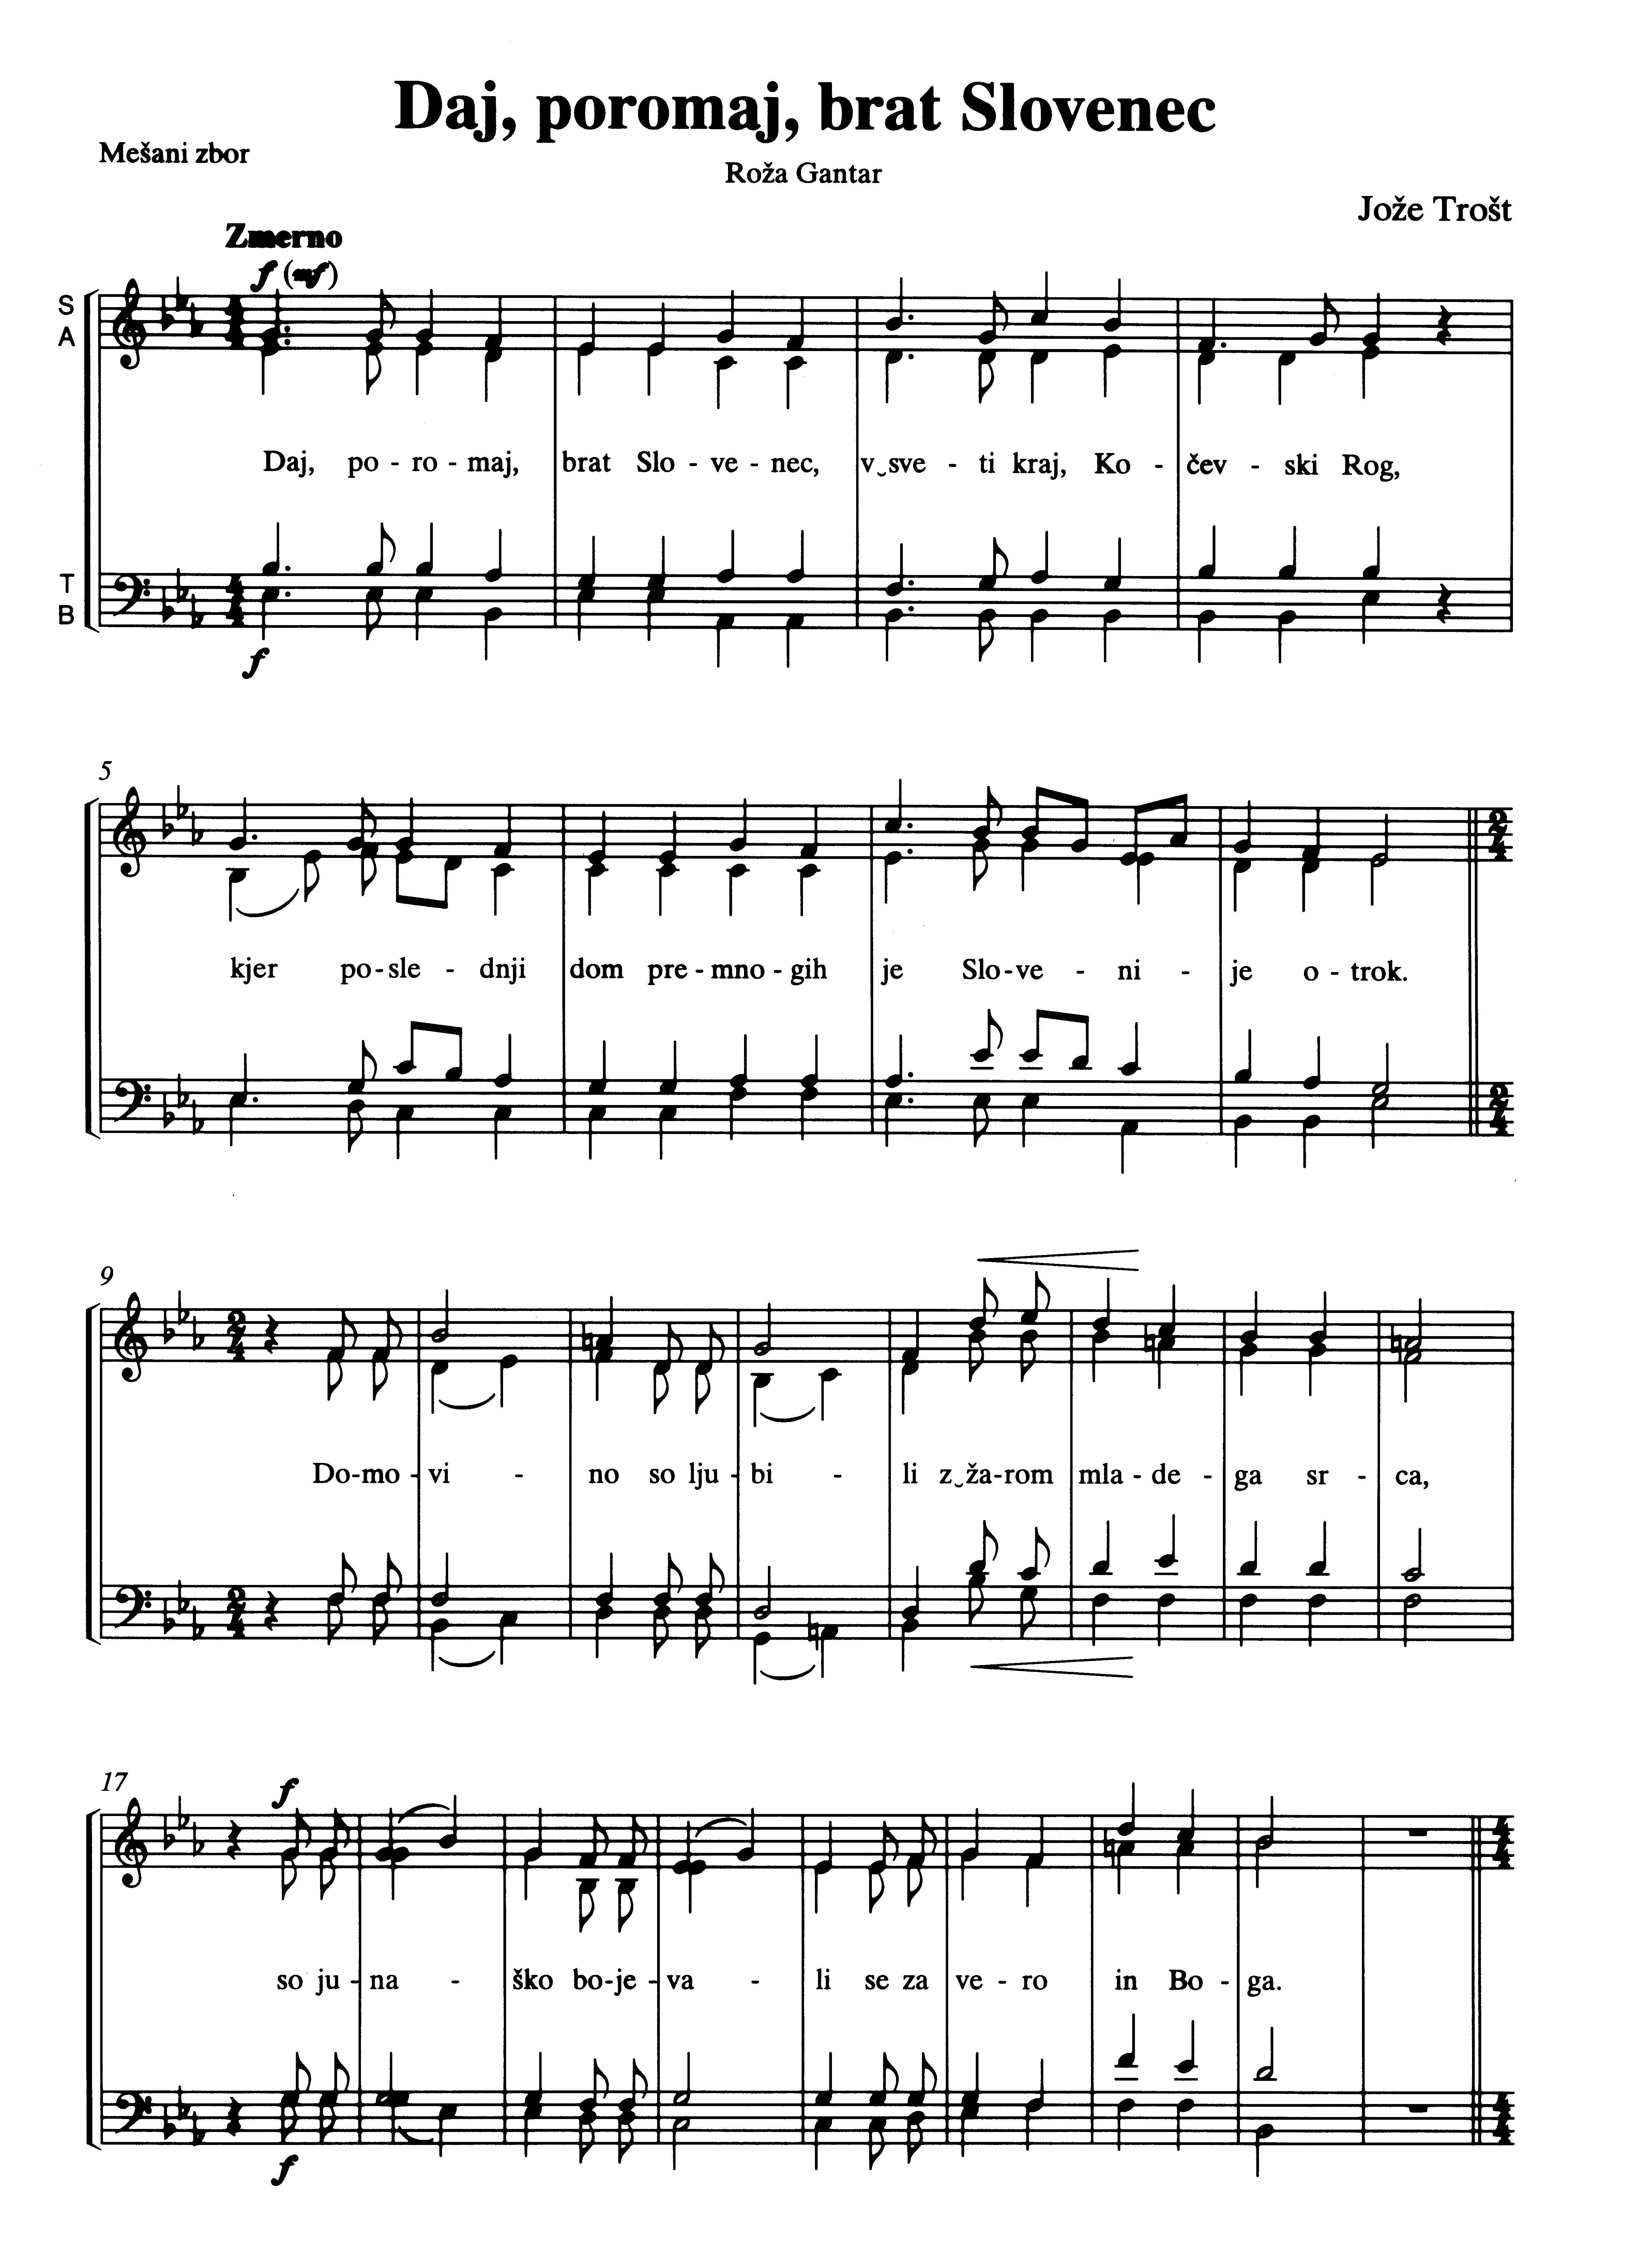 Daj, poromaj, brat Slovenec
Mešani zbor
Roža Gantar
Jože Trošt
Zmerno
f (mf)
S
A
Daj, po - ro - maj, brat Slo - ve - nec, v‿sve - ti kraj, Ko - čev - ski Rog,
T
B
f
5
kjer po - sle - dnji dom pre - mno - gih je Slo - ve - ni - je o - trok.
9
Do - mo - vi - no so lju - bi - li z‿ža - rom mla - de - ga sr - ca,
17
f
so ju - na - ško bo - je - va - li se za ve - ro in Bo - ga.
f